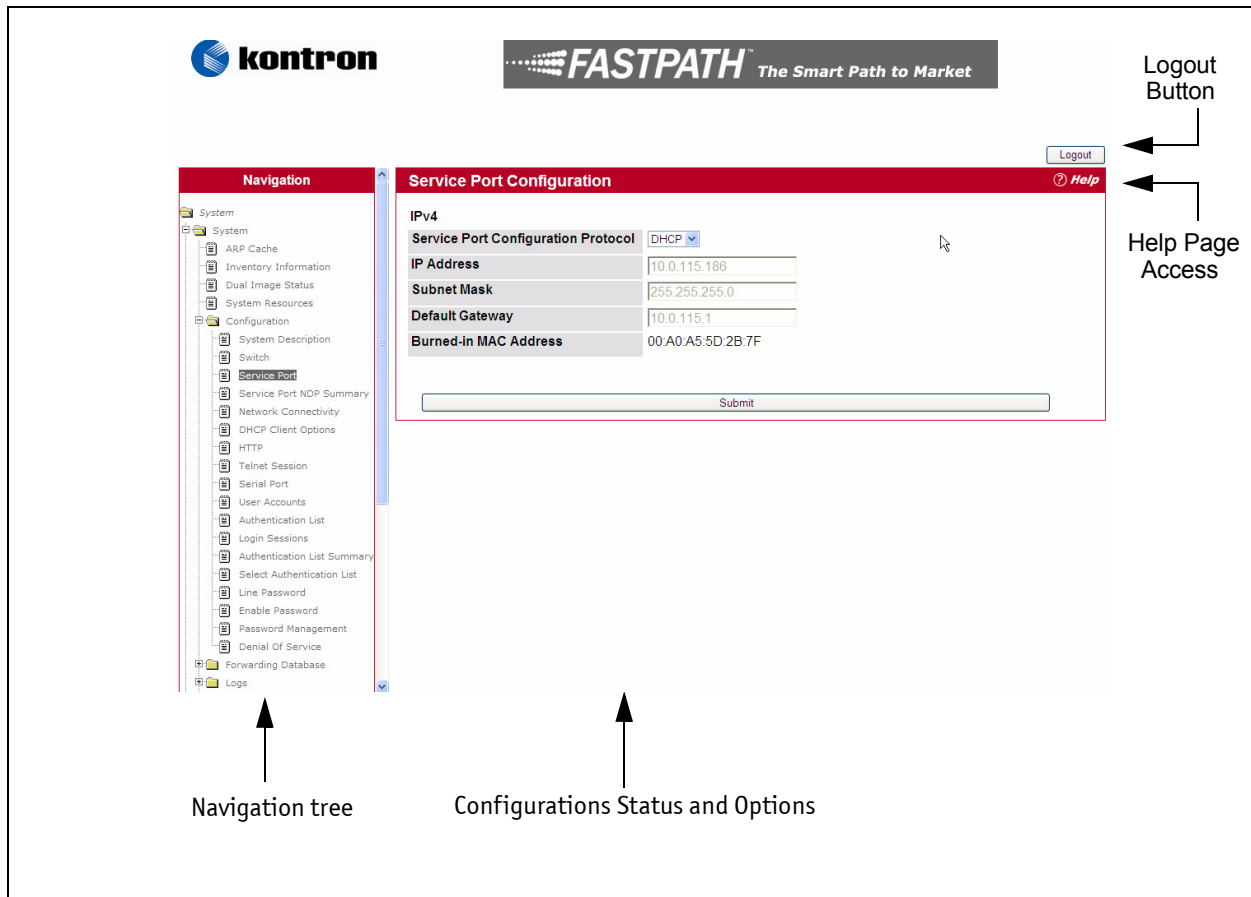 kontron
FASTPATH™ The Smart Path to Market
Logout
Button
Logout
Navigation
Service Port Configuration
? Help
Help Page
Access
System
System
ARP Cache
Inventory Information
Dual Image Status
System Resources
Configuration
System Description
Switch
Service Port
Service Port NDP Summary
Network Connectivity
DHCP Client Options
HTTP
Telnet Session
Serial Port
User Accounts
Authentication List
Login Sessions
Authentication List Summary
Select Authentication List
Line Password
Enable Password
Password Management
Denial Of Service
Forwarding Database
Logs
IPv4
Service Port Configuration Protocol DHCP
IP Address 10.0.115.186
Subnet Mask 255.255.255.0
Default Gateway 10.0.115.1
Burned-in MAC Address 00:A0:A5:5D:2B:7F
Submit
Navigation tree
Configurations Status and Options